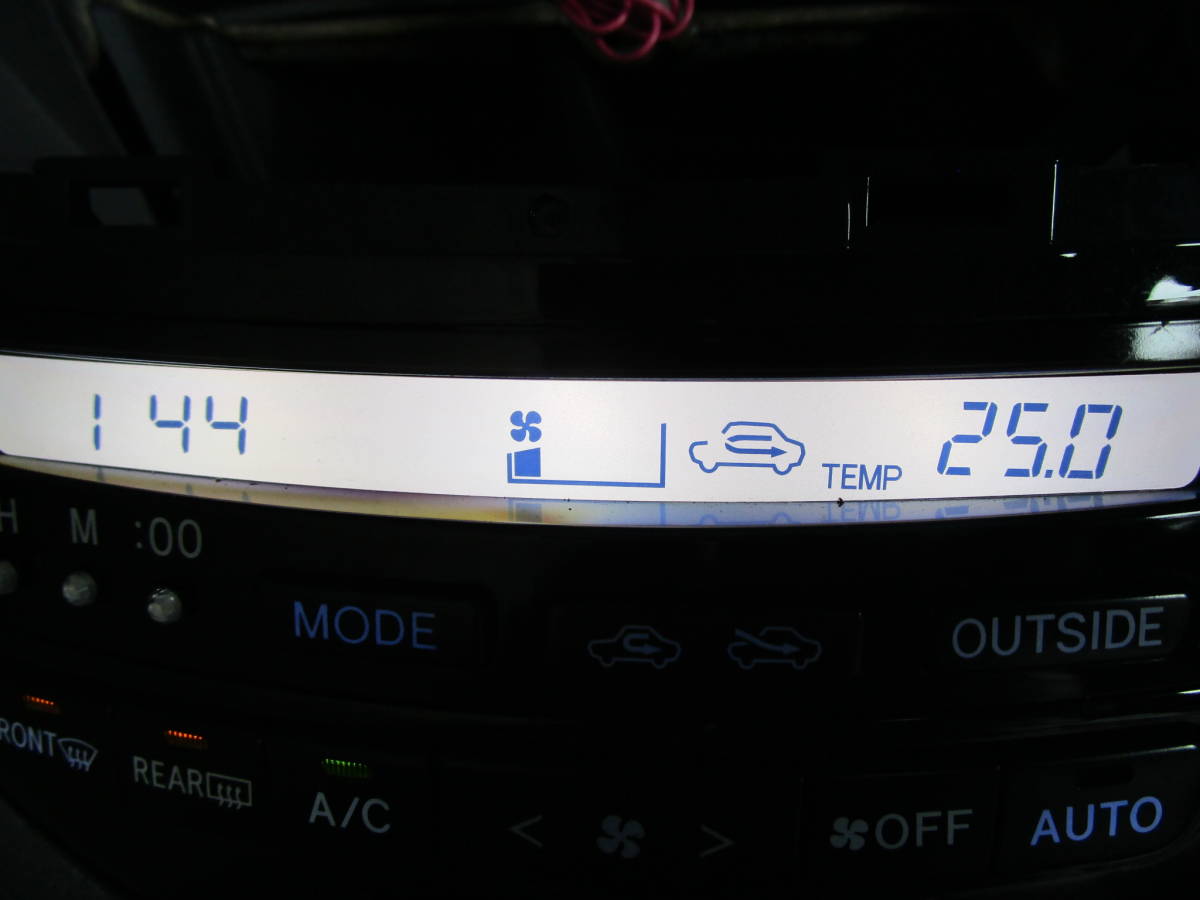 1 44 TEMP 25.0
H M :00
MODE OUTSIDE
RONT REAR A/C < > OFF AUTO